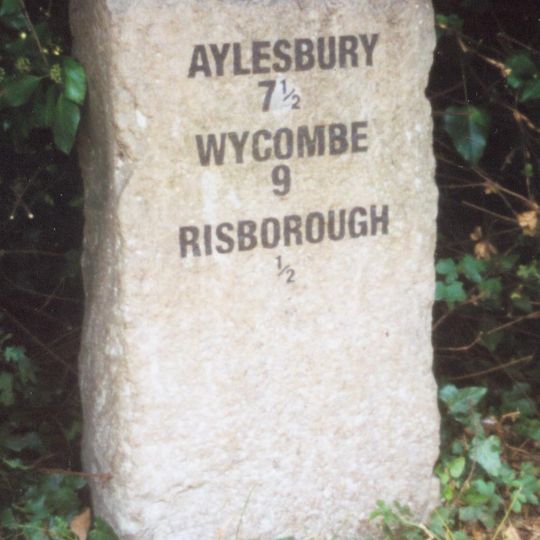 AYLESBURY
7½
WYCOMBE
9
RISBOROUGH
½